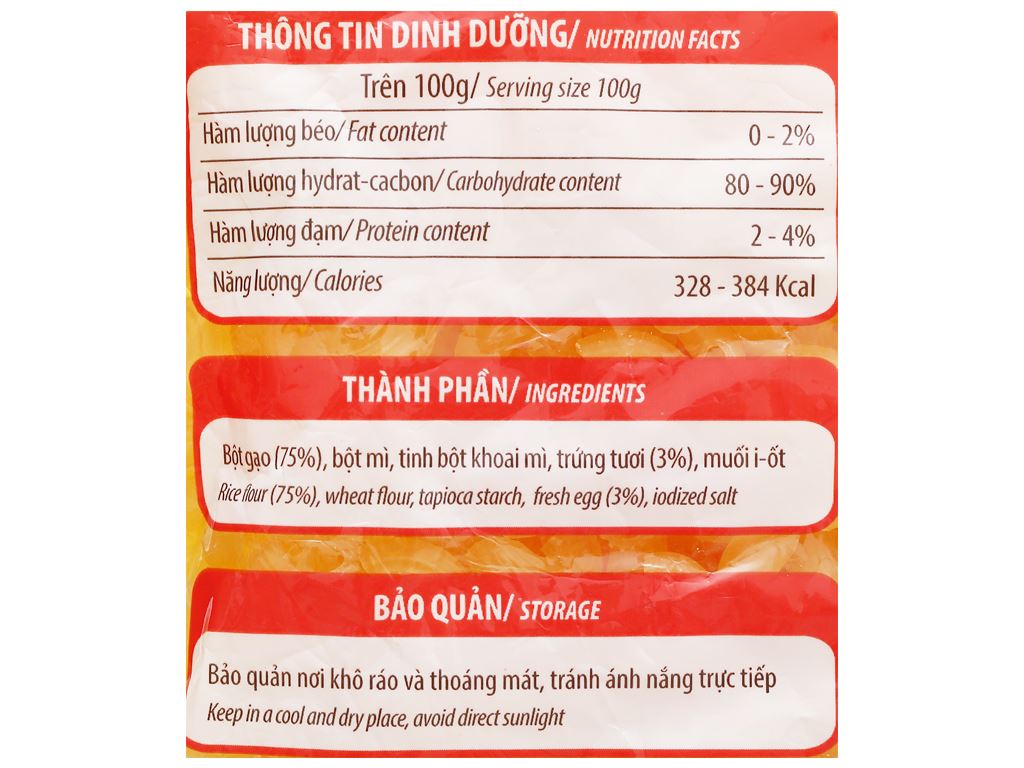 THÔNG TIN DINH DƯỠNG/ NUTRITION FACTS
Trên 100g/ Serving size 100g
Hàm lượng béo/ Fat content 0 - 2%
Hàm lượng hydrat-cacbon/ Carbohydrate content 80 - 90%
Hàm lượng đạm/ Protein content 2 - 4%
Năng lượng/ Calories 328 - 384 Kcal
THÀNH PHẦN/ INGREDIENTS
Bột gạo (75%), bột mì, tinh bột khoai mì, trứng tươi (3%), muối i-ốt
Rice flour (75%), wheat flour, tapioca starch, fresh egg (3%), iodized salt
BẢO QUẢN/ STORAGE
Bảo quản nơi khô ráo và thoáng mát, tránh ánh nắng trực tiếp
Keep in a cool and dry place, avoid direct sunlight